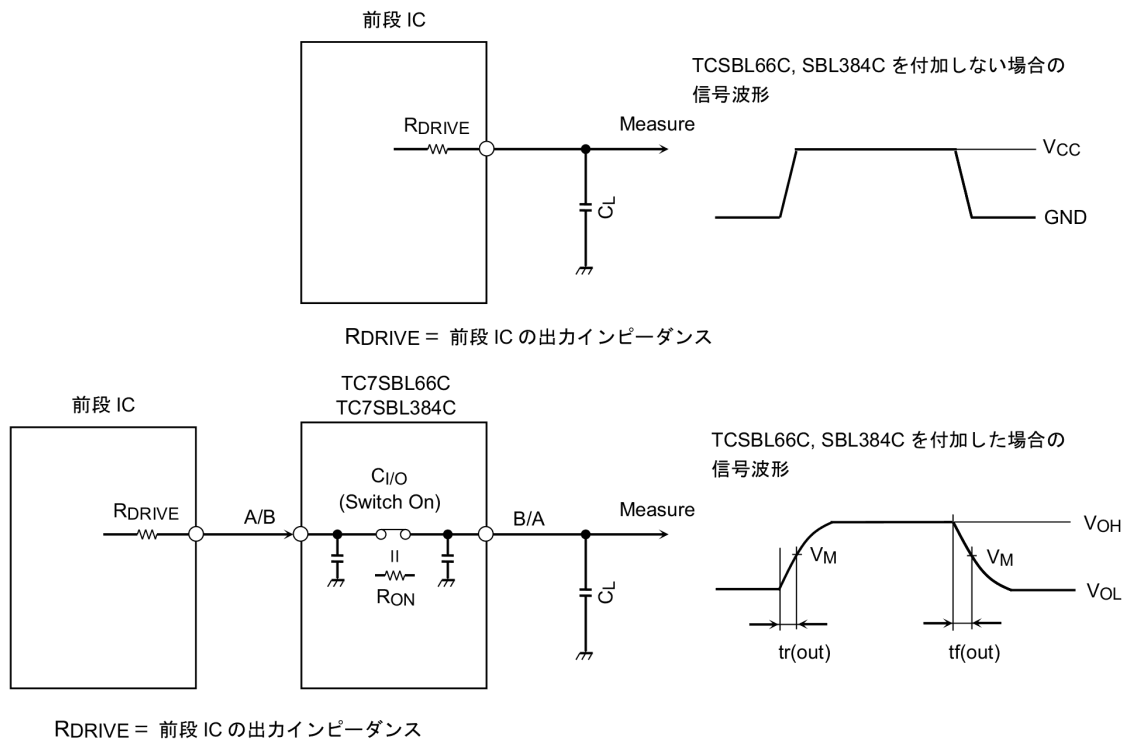 前段 IC
TCSBL66C, SBL384C を付加しない場合の
信号波形
RDRIVE
Measure
VCC
CL
GND
RDRIVE = 前段 IC の出力インピーダンス
TC7SBL66C
TC7SBL384C
前段 IC
TCSBL66C, SBL384C を付加した場合の
信号波形
CI/O
(Switch On)
RDRIVE
A/B
B/A
Measure
VOH
VM
VM
RON
CL
VOL
tr(out)
tf(out)
RDRIVE = 前段 IC の出力インピーダンス